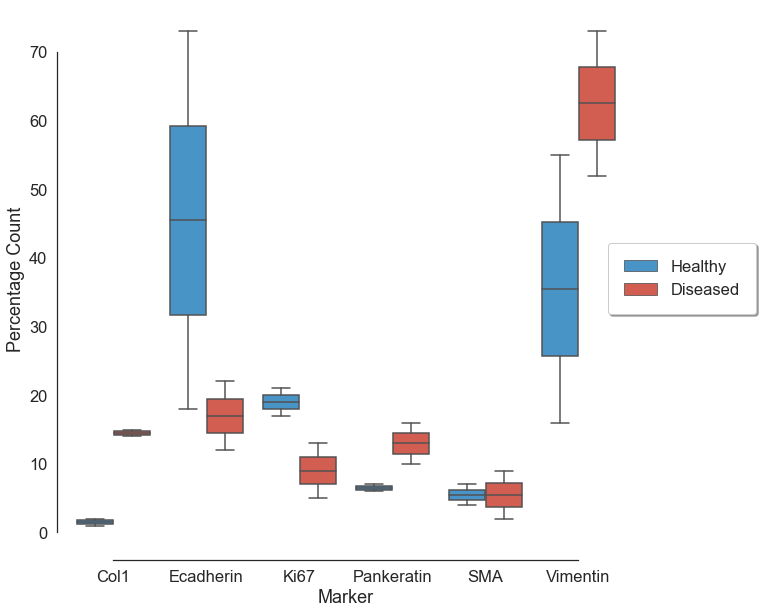 70
60
50
40
30
20
10
0
Percentage Count
Healthy
Diseased
Col1 Ecadherin Ki67 Pankeratin SMA Vimentin
Marker